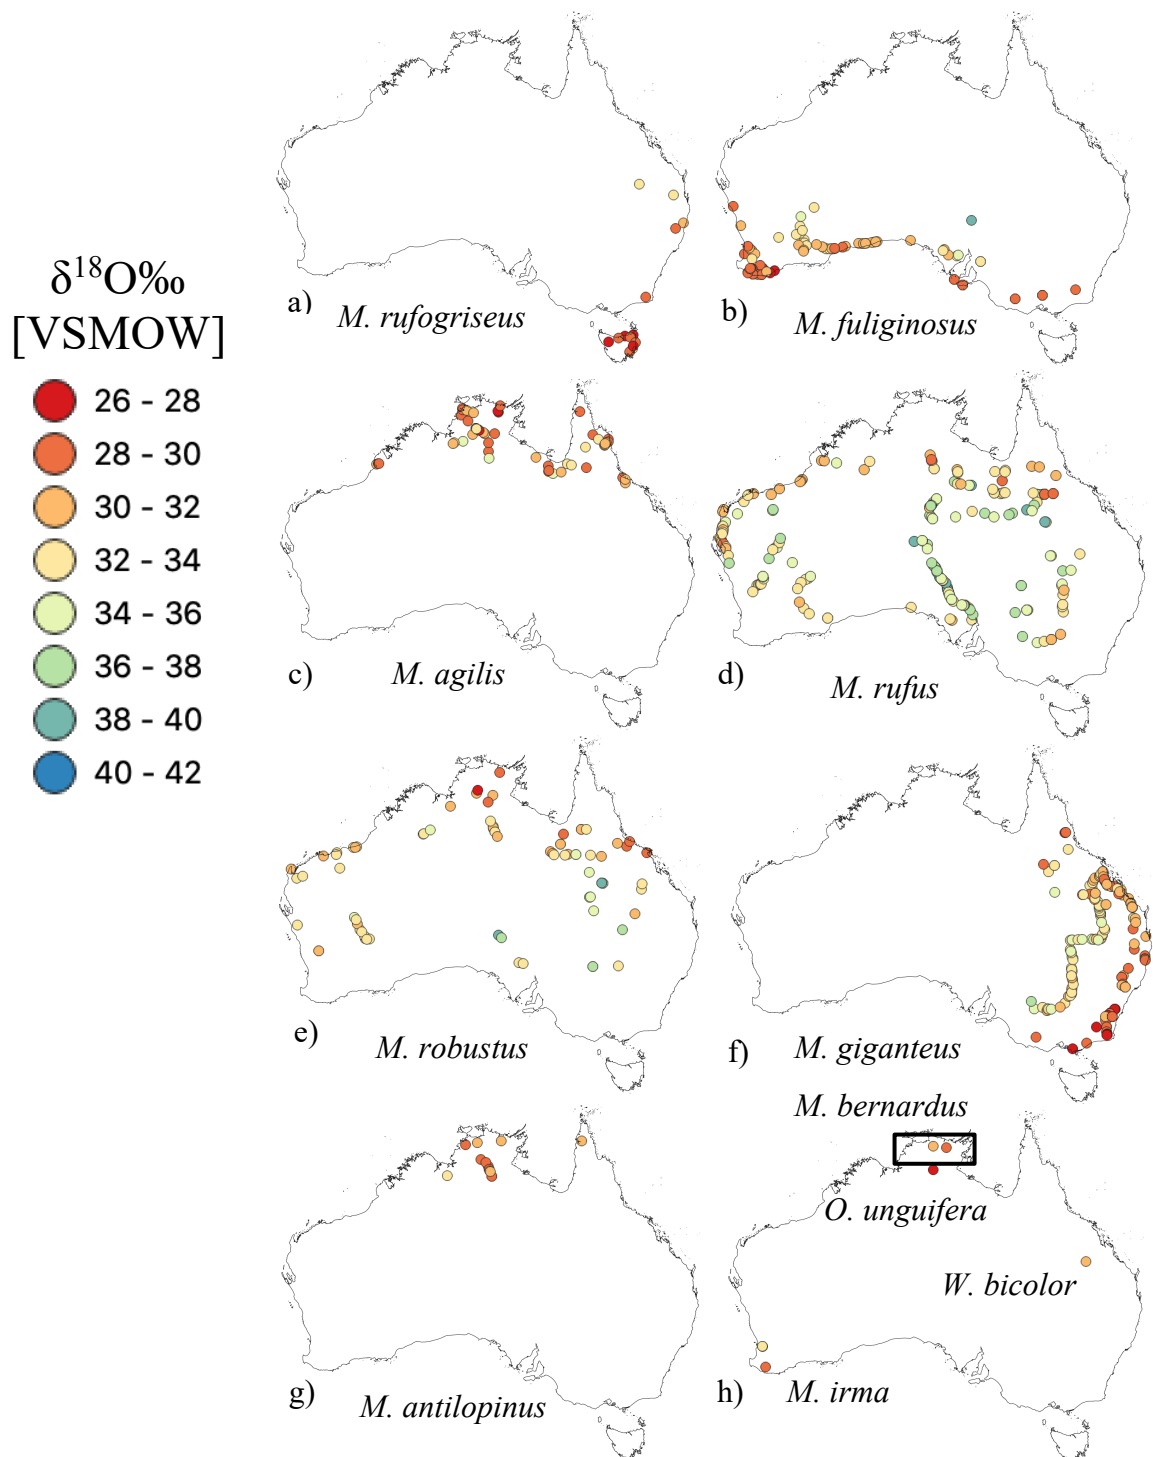 δ¹⁸O‰
[VSMOW]
26 - 28
28 - 30
30 - 32
32 - 34
34 - 36
36 - 38
38 - 40
40 - 42
a)
M. rufogriseus
b)
M. fuliginosus
c)
M. agilis
d)
M. rufus
e)
M. robustus
f)
M. giganteus
g)
M. antilopinus
M. bernardus
O. unguifera
W. bicolor
h)
M. irma